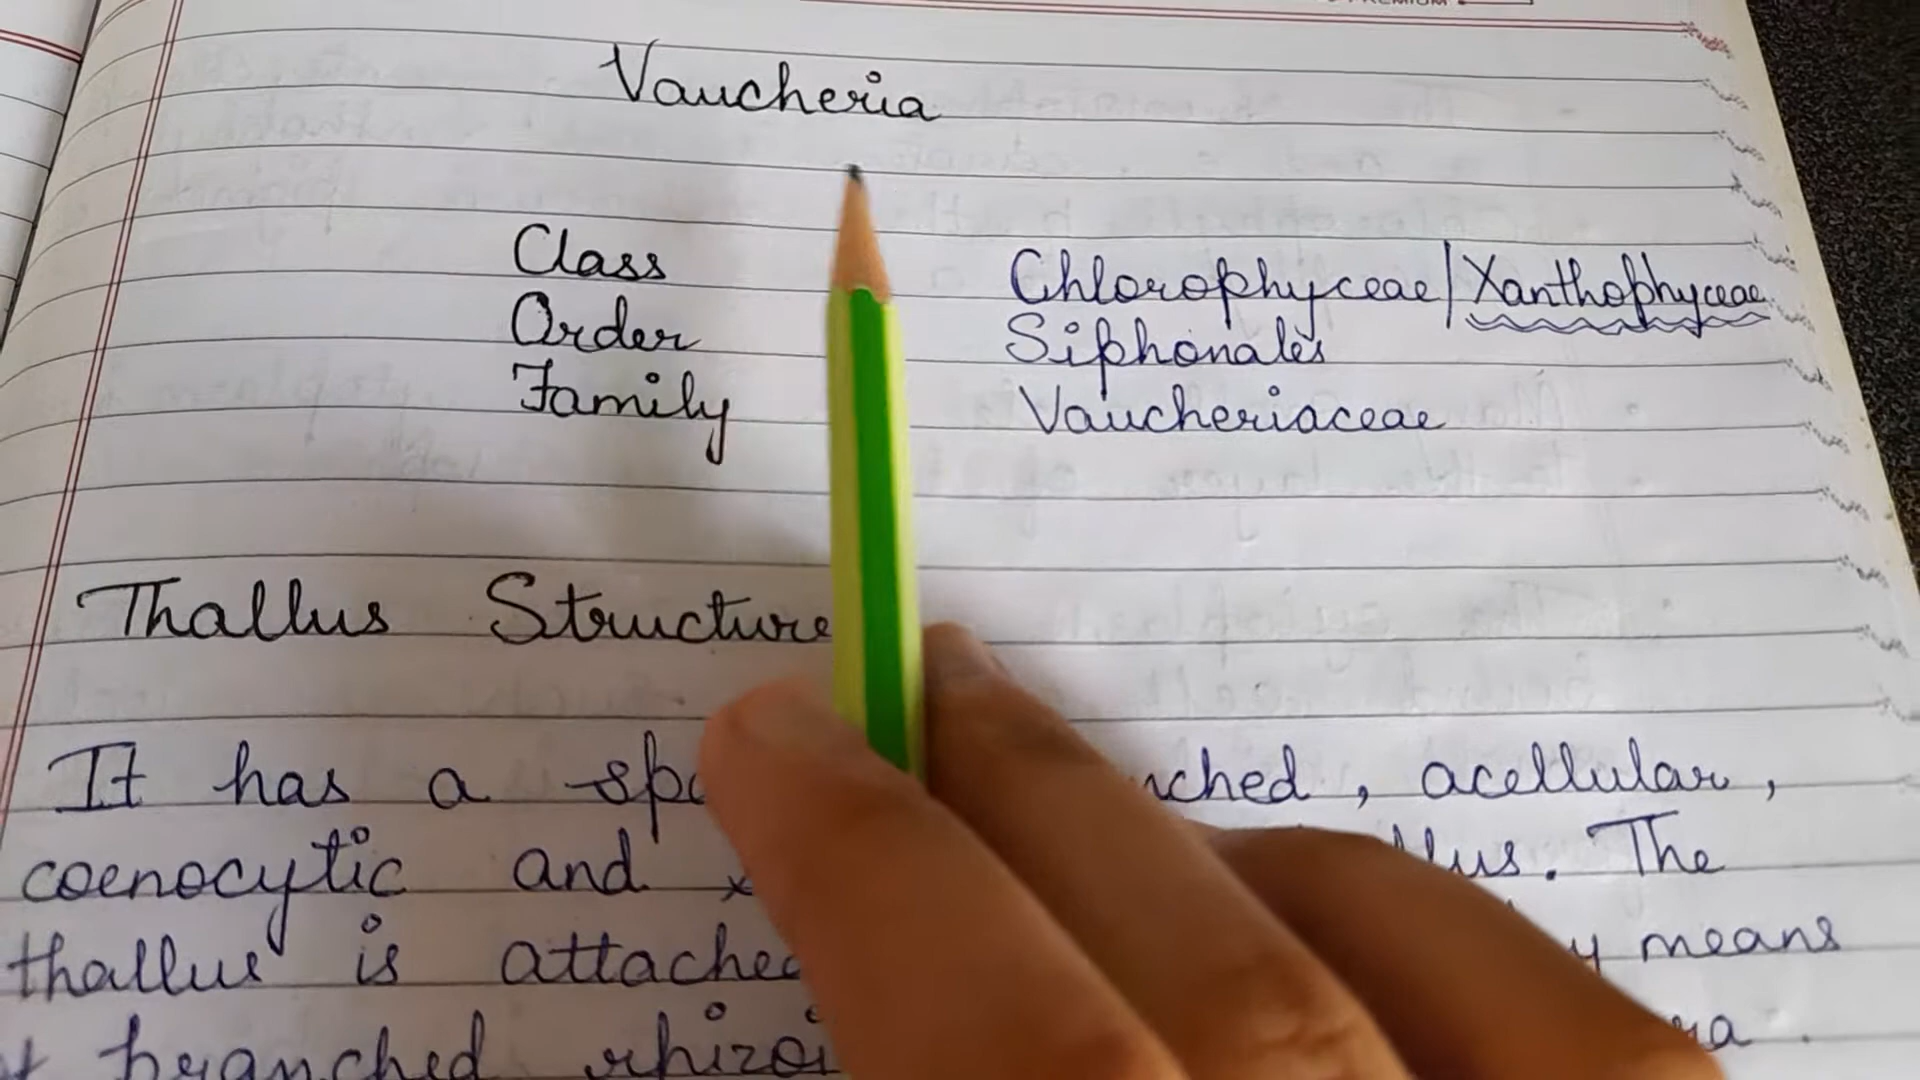 Vaucheria
Class Chlorophyceae/Xanthophyceae
Order Siphonales
Family Vaucheriaceae
Thallus Structure
It has a , acellular,
coenocytic and . The
thallus is attached means
branched